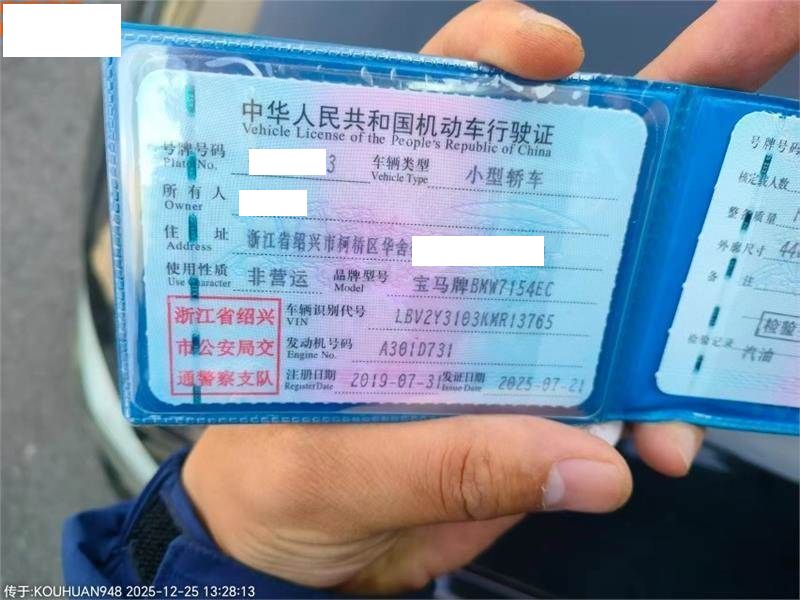 中华人民共和国机动车行驶证
Vehicle License of the People's Republic of China
号牌号码 3 车辆类型 小型轿车
Plate No. Vehicle Type
所有人
Owner
住址 浙江省绍兴市柯桥区华舍
Address
使用性质 非营运 品牌型号 宝马牌BMW7154EC
Use Character Model
浙江省绍兴
市公安局交
通警察支队
车辆识别代号 LBV2Y3103KMR13765
VIN
发动机号码 A301D731
Engine No.
注册日期 2019-07-31 发证日期 2025-07-21
Register Date Issue Date
号牌号码
核定载人数
整备质量
外廓尺寸 44
备注
检验
检验记录 汽油
传于:KOUHUAN948 2025-12-25 13:28:13